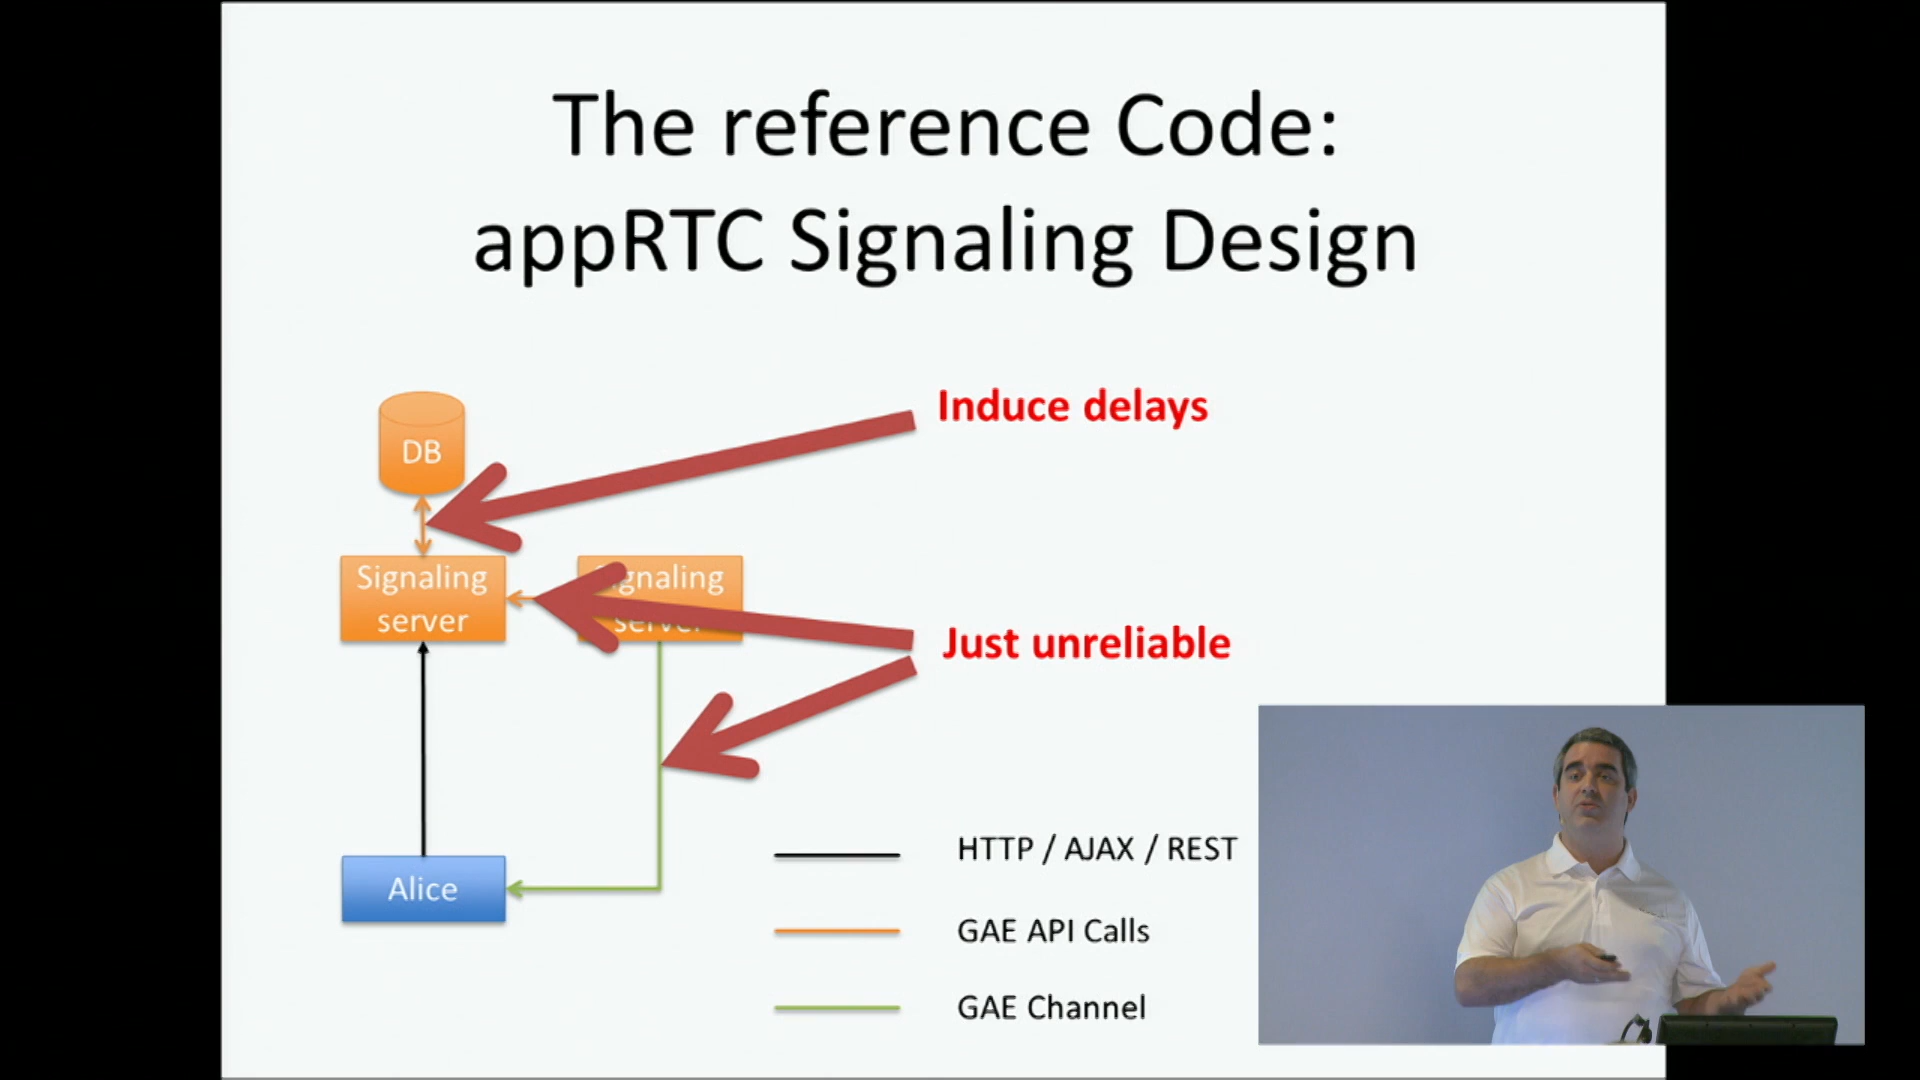 The reference Code:
appRTC Signaling Design
Induce delays
DB
Signaling
server
Just unreliable
Alice
HTTP / AJAX / REST
GAE API Calls
GAE Channel